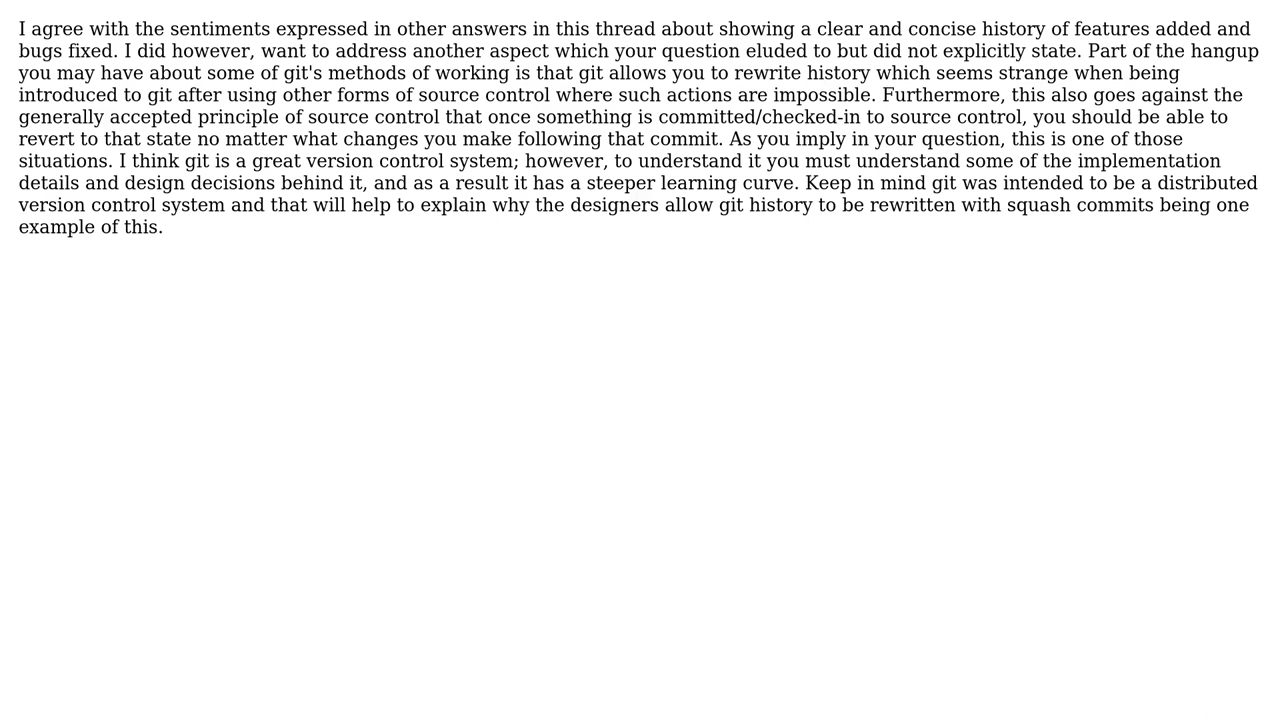 I agree with the sentiments expressed in other answers in this thread about showing a clear and concise history of features added and
bugs fixed. I did however, want to address another aspect which your question eluded to but did not explicitly state. Part of the hangup
you may have about some of git's methods of working is that git allows you to rewrite history which seems strange when being
introduced to git after using other forms of source control where such actions are impossible. Furthermore, this also goes against the
generally accepted principle of source control that once something is committed/checked-in to source control, you should be able to
revert to that state no matter what changes you make following that commit. As you imply in your question, this is one of those
situations. I think git is a great version control system; however, to understand it you must understand some of the implementation
details and design decisions behind it, and as a result it has a steeper learning curve. Keep in mind git was intended to be a distributed
version control system and that will help to explain why the designers allow git history to be rewritten with squash commits being one
example of this.